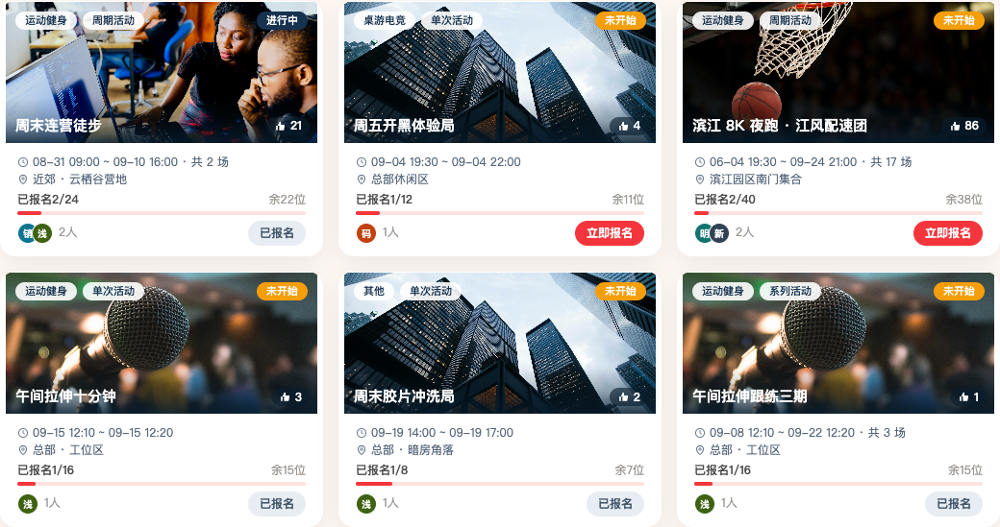 运动健身 周期活动 进行中
周末连营徒步 21
08-31 09:00 ~ 09-10 16:00 · 共 2 场
近郊 · 云栖谷营地
已报名2/24 余22位
销 浅 2人 已报名
桌游电竞 单次活动 未开始
周五开黑体验局 4
09-04 19:30 ~ 09-04 22:00
总部休闲区
已报名1/12 余11位
码 1人 立即报名
运动健身 周期活动 未开始
滨江 8K 夜跑 · 江风配速团 86
06-04 19:30 ~ 09-24 21:00 · 共 17 场
滨江园区南门集合
已报名2/40 余38位
明 新 2人 立即报名
运动健身 单次活动 未开始
午间拉伸十分钟 3
09-15 12:10 ~ 09-15 12:20
总部 · 工位区
已报名1/16 余15位
浅 1人 已报名
其他 单次活动 未开始
周末胶片冲洗局 2
09-19 14:00 ~ 09-19 17:00
总部 · 暗房角落
已报名1/8 余7位
浅 1人 已报名
运动健身 系列活动 未开始
午间拉伸跟练三期 1
09-08 12:10 ~ 09-22 12:20 · 共 3 场
总部 · 工位区
已报名1/16 余15位
浅 1人 已报名